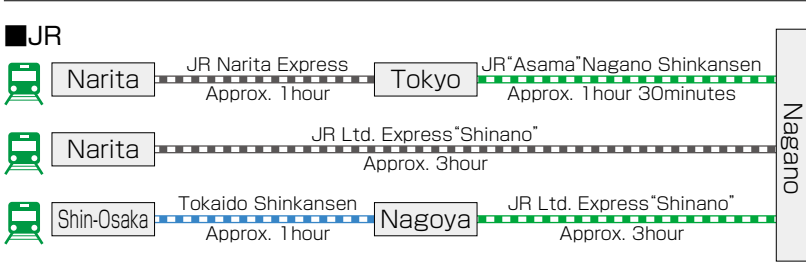 ■JR
Narita
JR Narita Express
Approx. 1hour
Tokyo
JR"Asama"Nagano Shinkansen
Approx. 1hour 30minutes
Narita
JR Ltd. Express"Shinano"
Approx. 3hour
Shin-Osaka
Tokaido Shinkansen
Approx. 1hour
Nagoya
JR Ltd. Express"Shinano"
Approx. 3hour
Nagano